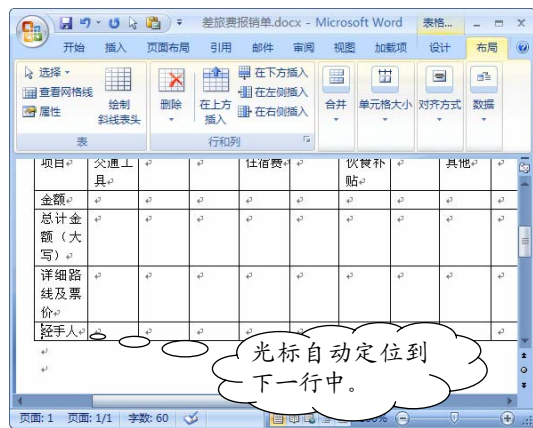 差旅费报销单.docx - Microsoft Word 表格...
开始 插入 页面布局 引用 邮件 审阅 视图 加载项 设计 布局
选择
查看网格线
属性
绘制
斜线表头
删除
在上方
插入
在下方插入
在左侧插入
在右侧插入
合并 单元格大小 对齐方式 数据
表 行和列
项目 交通工 住宿费 伙食补 其他
具 贴
金额
总计金
额（大
写）
详细路
线及票
价
经手人
光标自动定位到
下一行中。
页面: 1 页面: 1/1 字数: 60